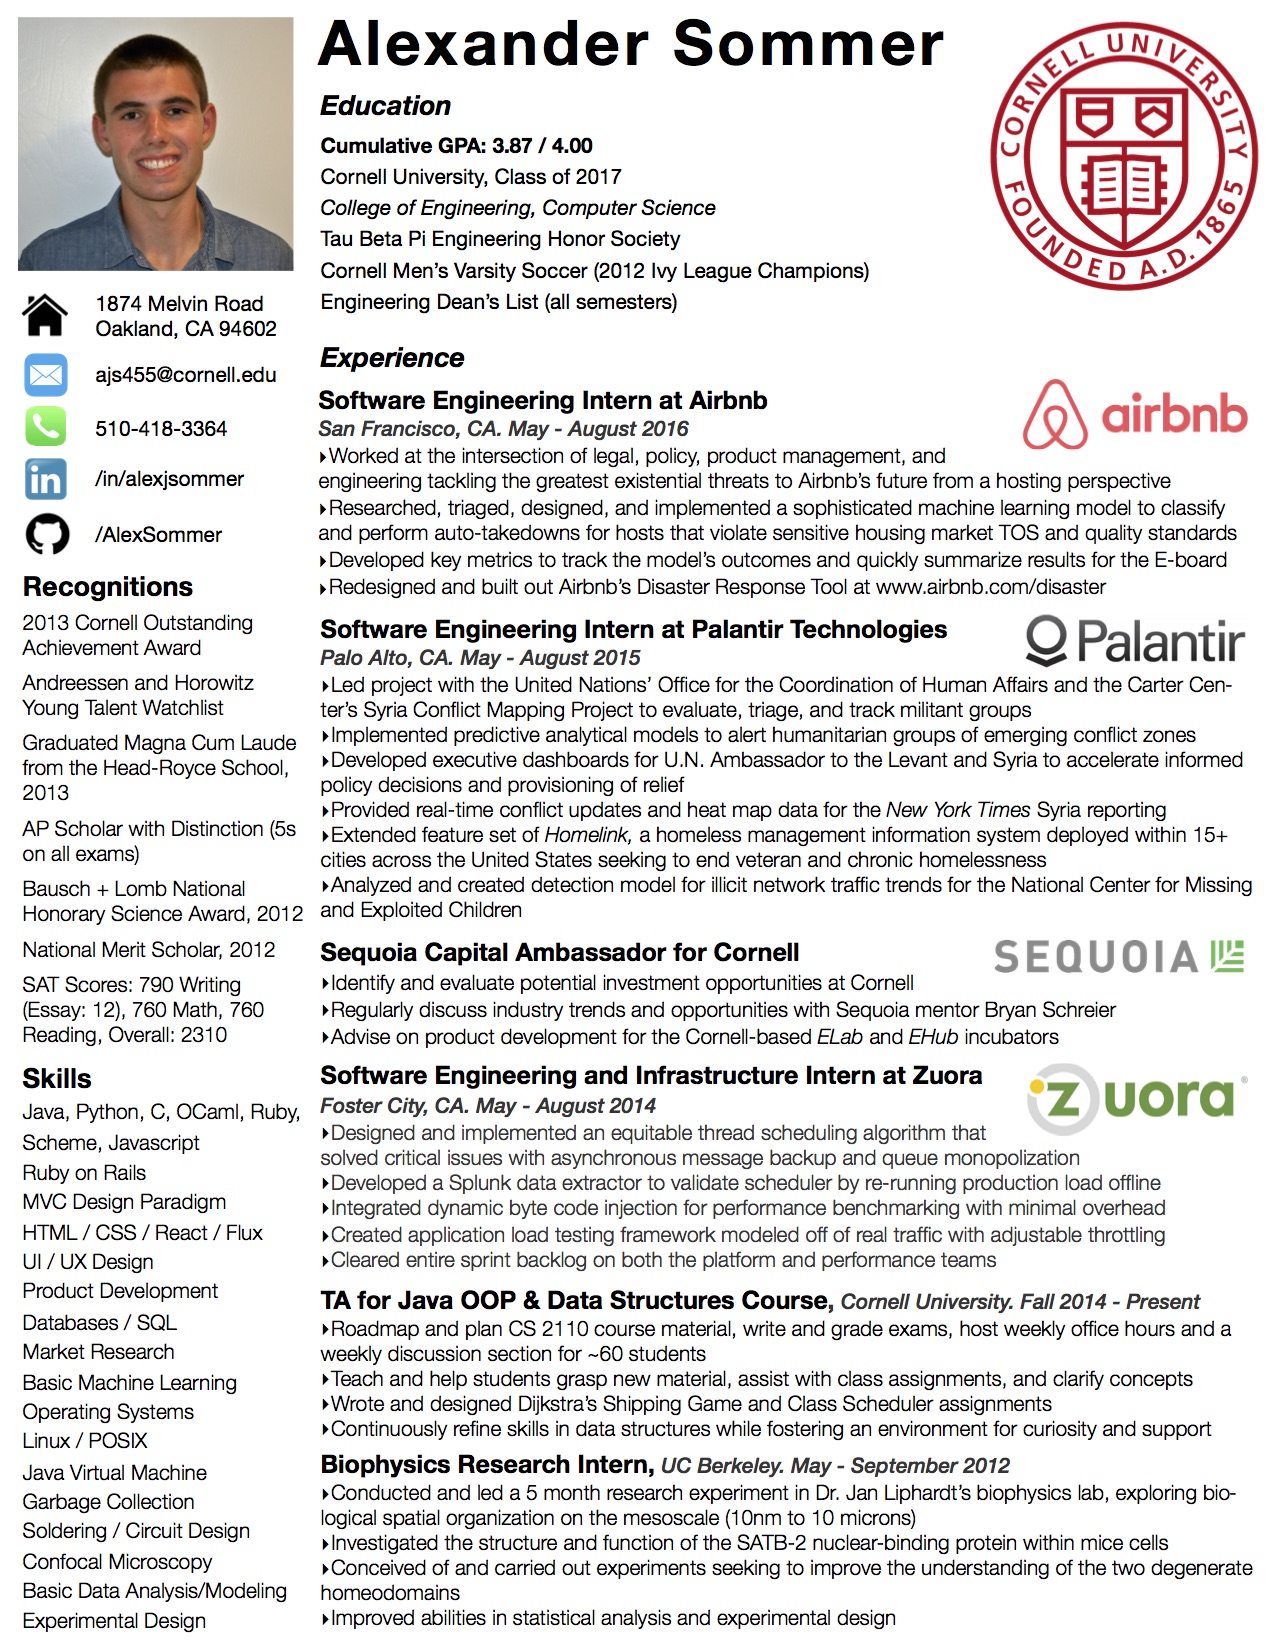 Alexander Sommer
CORNELL UNIVERSITY
FOUNDED A.D. 1865
Education
Cumulative GPA: 3.87 / 4.00
Cornell University, Class of 2017
College of Engineering, Computer Science
Tau Beta Pi Engineering Honor Society
Cornell Men's Varsity Soccer (2012 Ivy League Champions)
Engineering Dean's List (all semesters)
1874 Melvin Road
Oakland, CA 94602
ajs455@cornell.edu
510-418-3364
in
/in/alexjsommer
/AlexSommer
Recognitions
2013 Cornell Outstanding
Achievement Award
Andreessen and Horowitz
Young Talent Watchlist
Graduated Magna Cum Laude
from the Head-Royce School,
2013
AP Scholar with Distinction (5s
on all exams)
Bausch + Lomb National
Honorary Science Award, 2012
National Merit Scholar, 2012
SAT Scores: 790 Writing
(Essay: 12), 760 Math, 760
Reading, Overall: 2310
Skills
Java, Python, C, OCaml, Ruby,
Scheme, Javascript
Ruby on Rails
MVC Design Paradigm
HTML / CSS / React / Flux
UI / UX Design
Product Development
Databases / SQL
Market Research
Basic Machine Learning
Operating Systems
Linux / POSIX
Java Virtual Machine
Garbage Collection
Soldering / Circuit Design
Confocal Microscopy
Basic Data Analysis/Modeling
Experimental Design
Experience
Software Engineering Intern at Airbnb
airbnb
San Francisco, CA. May - August 2016
‣Worked at the intersection of legal, policy, product management, and
engineering tackling the greatest existential threats to Airbnb's future from a hosting perspective
‣Researched, triaged, designed, and implemented a sophisticated machine learning model to classify
and perform auto-takedowns for hosts that violate sensitive housing market TOS and quality standards
‣Developed key metrics to track the model's outcomes and quickly summarize results for the E-board
‣Redesigned and built out Airbnb's Disaster Response Tool at www.airbnb.com/disaster
Software Engineering Intern at Palantir Technologies
Palantir
Palo Alto, CA. May - August 2015
‣Led project with the United Nations' Office for the Coordination of Human Affairs and the Carter Cen-
ter's Syria Conflict Mapping Project to evaluate, triage, and track militant groups
‣Implemented predictive analytical models to alert humanitarian groups of emerging conflict zones
‣Developed executive dashboards for U.N. Ambassador to the Levant and Syria to accelerate informed
policy decisions and provisioning of relief
‣Provided real-time conflict updates and heat map data for the New York Times Syria reporting
‣Extended feature set of Homelink, a homeless management information system deployed within 15+
cities across the United States seeking to end veteran and chronic homelessness
‣Analyzed and created detection model for illicit network traffic trends for the National Center for Missing
and Exploited Children
Sequoia Capital Ambassador for Cornell
SEQUOIA
‣Identify and evaluate potential investment opportunities at Cornell
‣Regularly discuss industry trends and opportunities with Sequoia mentor Bryan Schreier
‣Advise on product development for the Cornell-based ELab and EHub incubators
Software Engineering and Infrastructure Intern at Zuora
zuora®
Foster City, CA. May - August 2014
‣Designed and implemented an equitable thread scheduling algorithm that
solved critical issues with asynchronous message backup and queue monopolization
‣Developed a Splunk data extractor to validate scheduler by re-running production load offline
‣Integrated dynamic byte code injection for performance benchmarking with minimal overhead
‣Created application load testing framework modeled off of real traffic with adjustable throttling
‣Cleared entire sprint backlog on both the platform and performance teams
TA for Java OOP & Data Structures Course, Cornell University. Fall 2014 - Present
‣Roadmap and plan CS 2110 course material, write and grade exams, host weekly office hours and a
weekly discussion section for ~60 students
‣Teach and help students grasp new material, assist with class assignments, and clarify concepts
‣Wrote and designed Dijkstra's Shipping Game and Class Scheduler assignments
‣Continuously refine skills in data structures while fostering an environment for curiosity and support
Biophysics Research Intern, UC Berkeley. May - September 2012
‣Conducted and led a 5 month research experiment in Dr. Jan Liphardt's biophysics lab, exploring bio-
logical spatial organization on the mesoscale (10nm to 10 microns)
‣Investigated the structure and function of the SATB-2 nuclear-binding protein within mice cells
‣Conceived of and carried out experiments seeking to improve the understanding of the two degenerate
homeodomains
‣Improved abilities in statistical analysis and experimental design